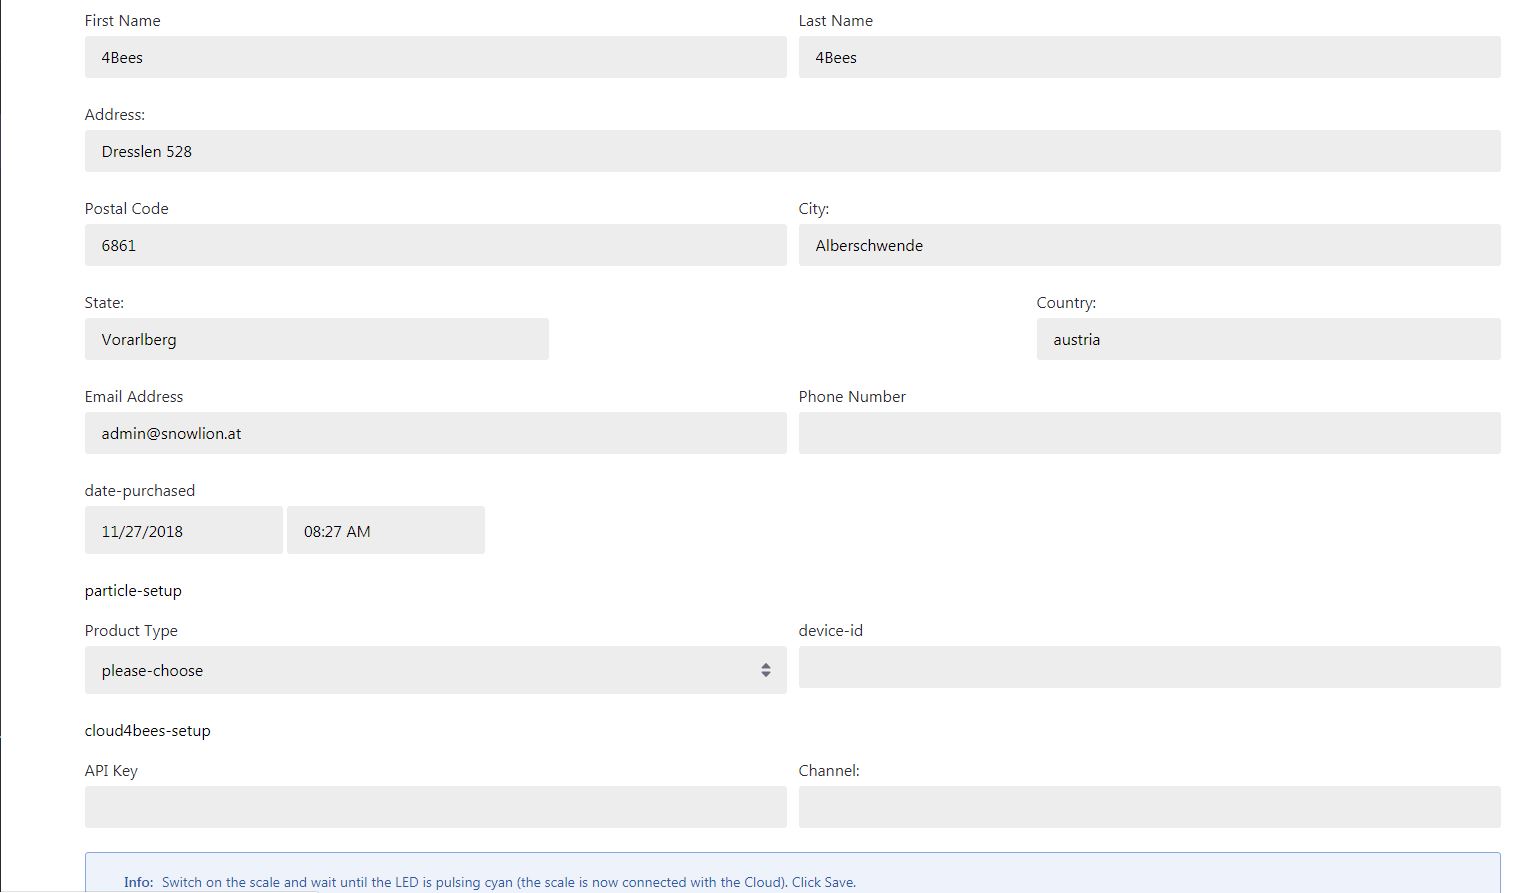 First Name Last Name
4Bees 4Bees
Address:
Dresslen 528
Postal Code City:
6861 Alberschwende
State: Country:
Vorarlberg austria
Email Address Phone Number
admin@snowlion.at
date-purchased
11/27/2018 08:27 AM
particle-setup
Product Type device-id
please-choose
cloud4bees-setup
API Key Channel:
Info: Switch on the scale and wait until the LED is pulsing cyan (the scale is now connected with the Cloud). Click Save.